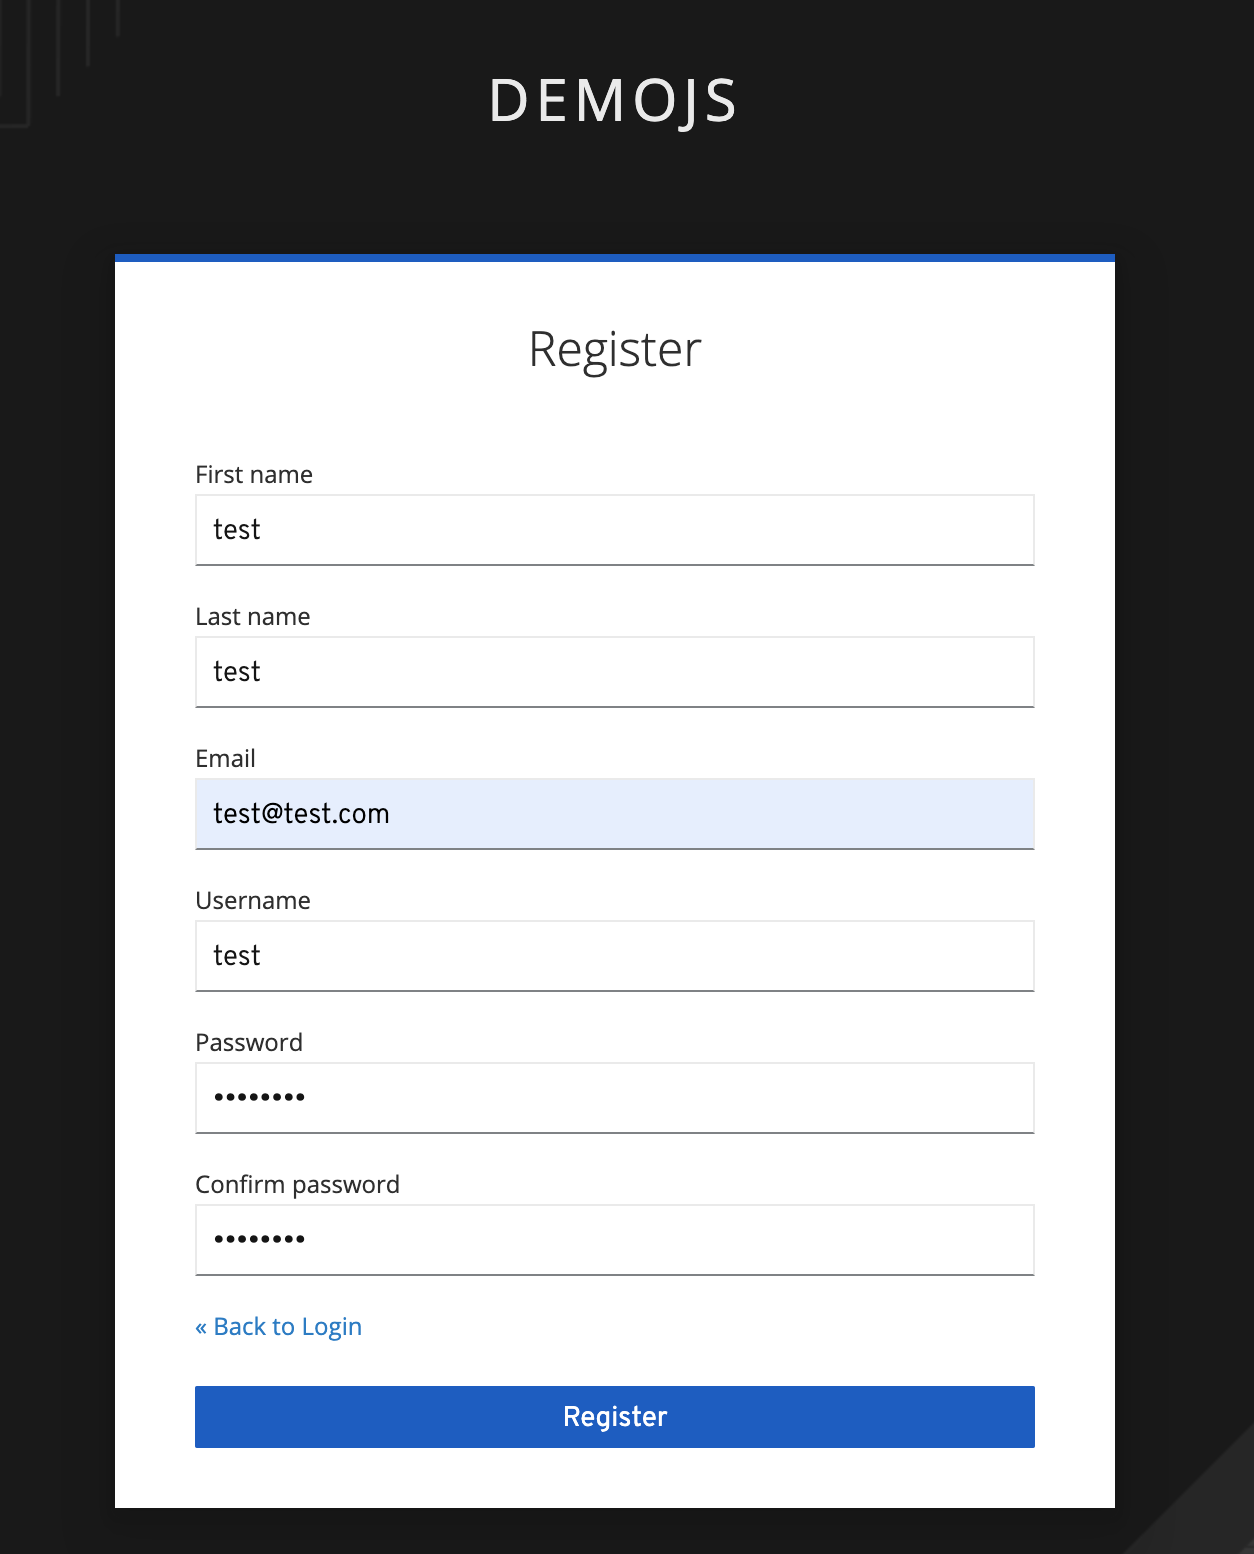 DEMOJS
Register
First name
test
Last name
test
Email
test@test.com
Username
test
Password
••••••••
Confirm password
••••••••
« Back to Login
Register